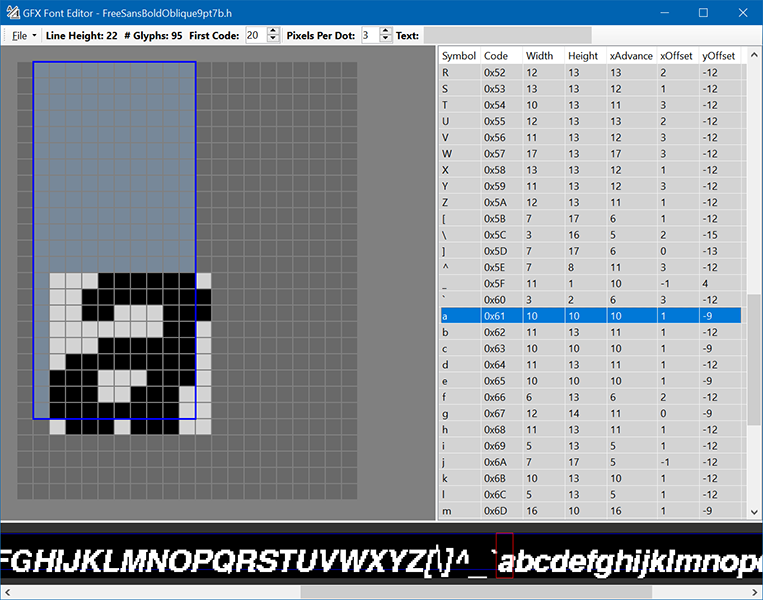 GFX Font Editor - FreeSansBoldOblique9pt7b.h
File Line Height: 22 # Glyphs: 95 First Code: 20 Pixels Per Dot: 3 Text:
Symbol Code Width Height xAdvance xOffset yOffset
R 0x52 12 13 13 2 -12
S 0x53 13 13 12 1 -12
T 0x54 10 13 11 3 -12
U 0x55 12 13 13 2 -12
V 0x56 11 13 12 3 -12
W 0x57 17 13 17 3 -12
X 0x58 13 13 12 1 -12
Y 0x59 11 13 12 3 -12
Z 0x5A 12 13 11 1 -12
[ 0x5B 7 17 6 1 -12
\ 0x5C 3 16 5 2 -15
] 0x5D 7 17 6 0 -13
^ 0x5E 7 8 11 3 -12
_ 0x5F 11 1 10 -1 4
` 0x60 3 2 6 3 -12
a 0x61 10 10 10 1 -9
b 0x62 11 13 11 1 -12
c 0x63 10 10 10 1 -9
d 0x64 11 13 11 1 -12
e 0x65 10 10 10 1 -9
f 0x66 6 13 6 2 -12
g 0x67 12 14 11 0 -9
h 0x68 11 13 11 1 -12
i 0x69 5 13 5 1 -12
j 0x6A 7 17 5 -1 -12
k 0x6B 10 13 10 1 -12
l 0x6C 5 13 5 1 -12
m 0x6D 16 10 16 1 -9
FGHIJKLMNOPQRSTUVWXYZ[\]^_`abcdefghijklmnope